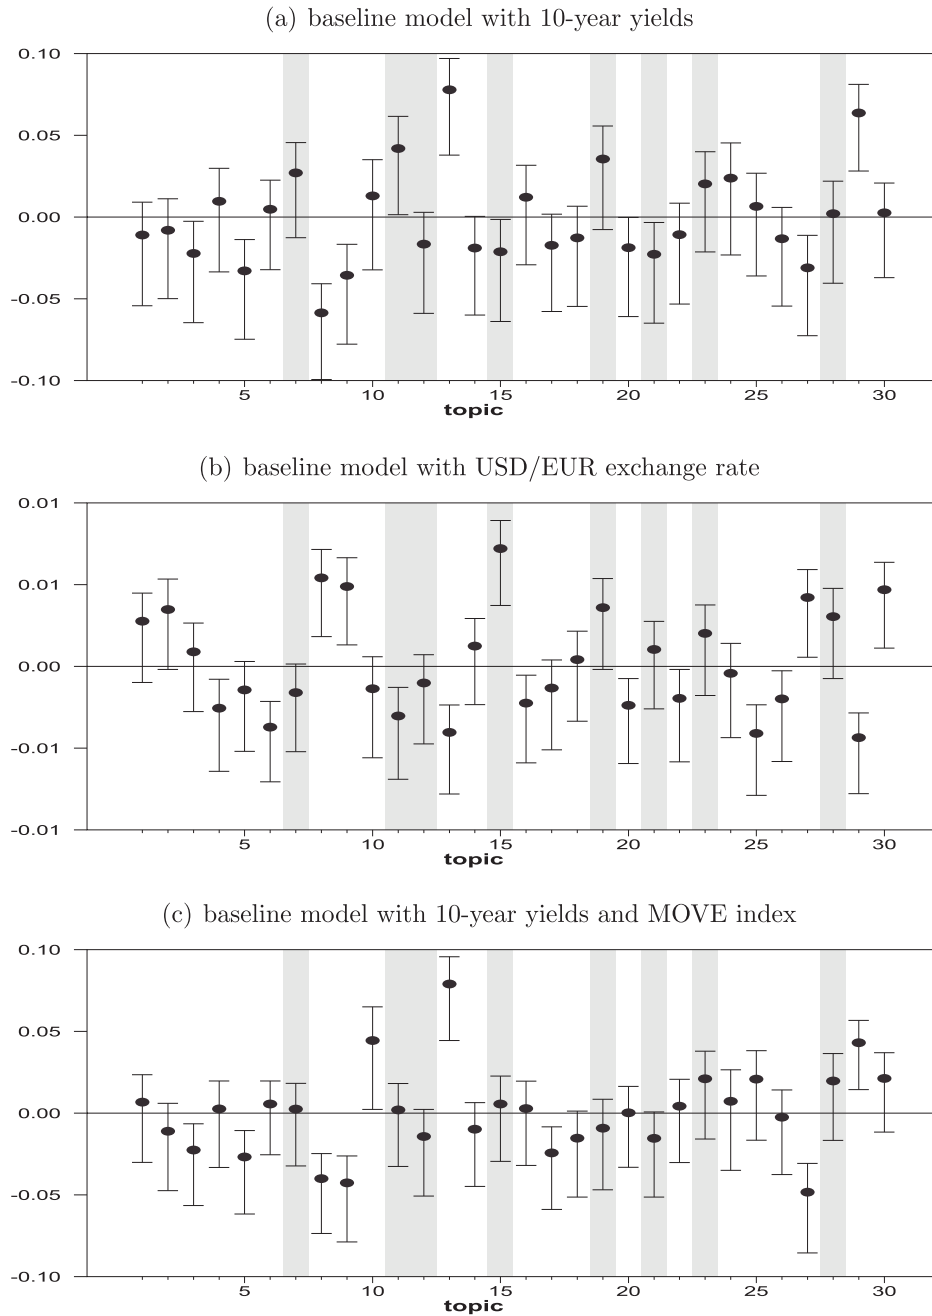 (a) baseline model with 10-year yields
0.10
0.05
0.00
-0.05
-0.10
5 10 15 20 25 30
topic
(b) baseline model with USD/EUR exchange rate
0.01
0.01
0.00
-0.01
-0.01
5 10 15 20 25 30
topic
(c) baseline model with 10-year yields and MOVE index
0.10
0.05
0.00
-0.05
-0.10
5 10 15 20 25 30
topic